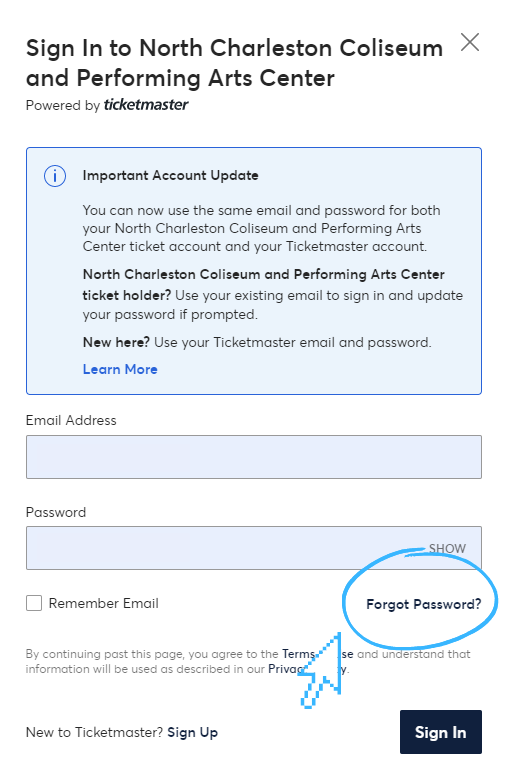 Sign In to North Charleston Coliseum
and Performing Arts Center
Powered by ticketmaster
Important Account Update
You can now use the same email and password for both
your North Charleston Coliseum and Performing Arts
Center ticket account and your Ticketmaster account.
North Charleston Coliseum and Performing Arts Center
ticket holder? Use your existing email to sign in and update
your password if prompted.
New here? Use your Ticketmaster email and password.
Learn More
Email Address
Password
SHOW
Remember Email
Forgot Password?
By continuing past this page, you agree to the Terms and understand that
information will be used as described in our
New to Ticketmaster? Sign Up
Sign In